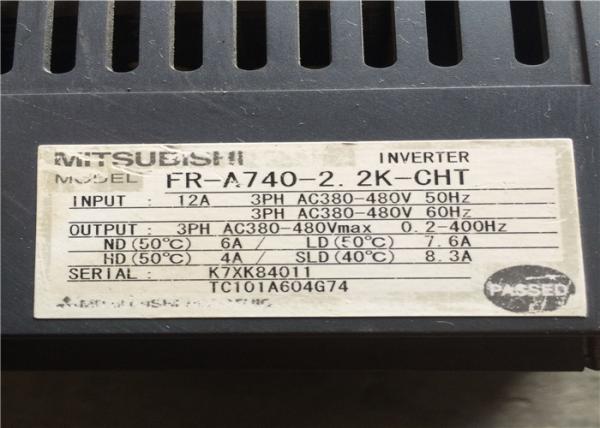 MITSUBISHI INVERTER
MODEL FR-A740-2.2K-CHT
INPUT : 12A 3PH AC380-480V 50Hz
3PH AC380-480V 60Hz
OUTPUT : 3PH AC380-480Vmax 0.2-400Hz
ND (50℃) 6A / LD (50℃) 7.6A
HD (50℃) 4A / SLD (40℃) 8.3A
SERIAL : K7XK84011
TC101A604G74
PASSED